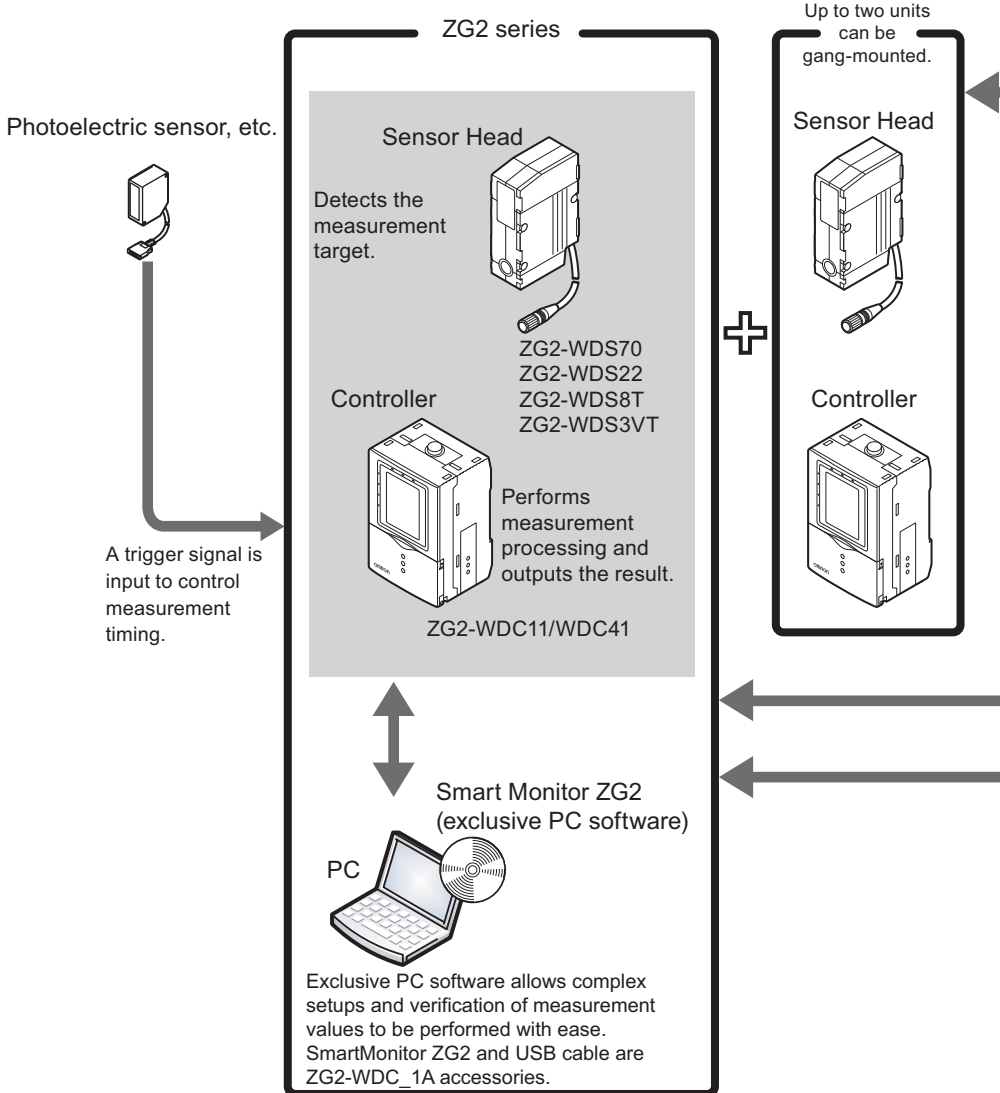 ZG2 series
Up to two units
can be
gang-mounted.
Photoelectric sensor, etc.
Sensor Head
Detects the
measurement
target.
ZG2-WDS70
ZG2-WDS22
ZG2-WDS8T
ZG2-WDS3VT
Sensor Head
Controller
Performs
measurement
processing and
outputs the result.
omron
ZG2-WDC11/WDC41
Controller
omron
A trigger signal is
input to control
measurement
timing.
Smart Monitor ZG2
(exclusive PC software)
PC
Exclusive PC software allows complex
setups and verification of measurement
values to be performed with ease.
SmartMonitor ZG2 and USB cable are
ZG2-WDC_1A accessories.